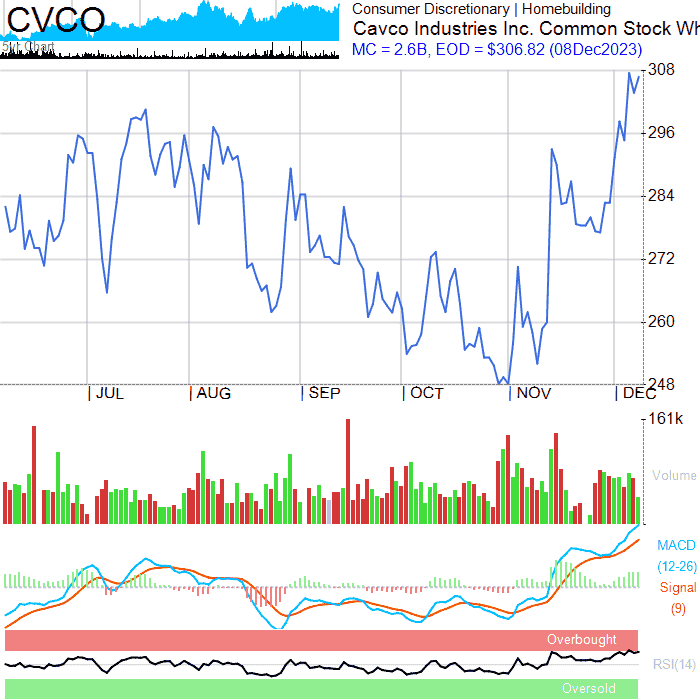 CVCO
5yr Chart
Consumer Discretionary | Homebuilding
Cavco Industries Inc. Common Stock Wh
MC = 2.6B, EOD = $306.82 (08Dec2023)
308
296
284
272
260
248
JUL AUG SEP OCT NOV DEC
161k
Volume
MACD
(12-26)
Signal
(9)
Overbought
RSI(14)
Oversold